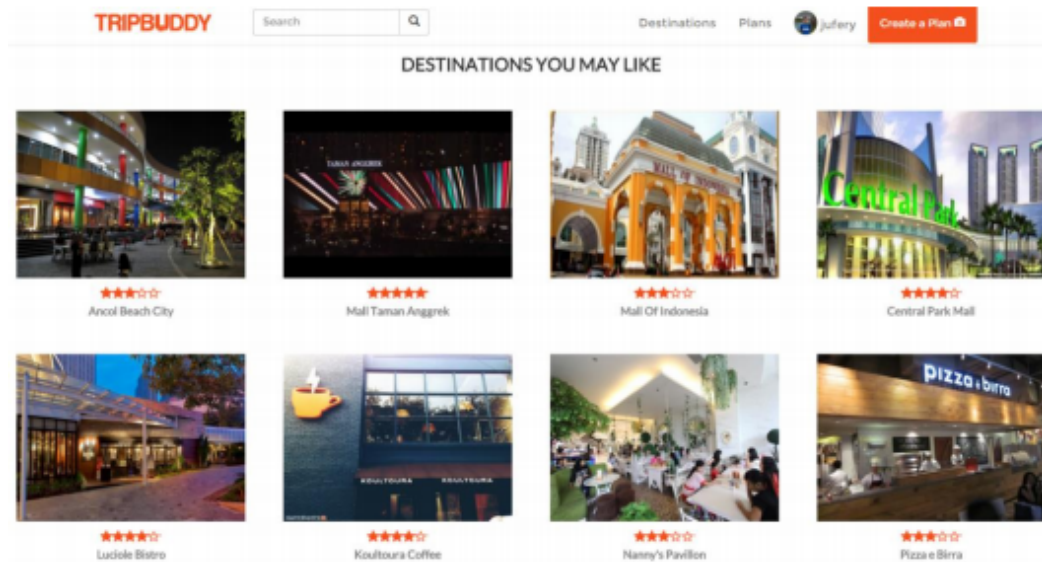 TRIPBUDDY
Search
Destinations
Plans
jufery
Create a Plan
DESTINATIONS YOU MAY LIKE
TAMAN ANGGREK
MALL OF INDONESIA
Central Park
Ancol Beach City
Mall Taman Anggrek
Mall Of Indonesia
Central Park Mall
KOULTOURA
KOULTOURA
pizza e birra
Luciole Bistro
Koultoura Coffee
Nanny's Pavillon
Pizza e Birra